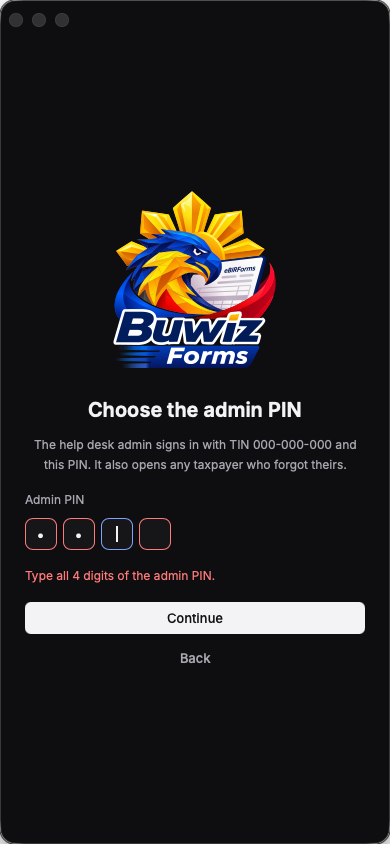 eBIRForms
Buwiz
Forms
Choose the admin PIN
The help desk admin signs in with TIN 000-000-000 and
this PIN. It also opens any taxpayer who forgot theirs.
Admin PIN
Type all 4 digits of the admin PIN.
Continue
Back